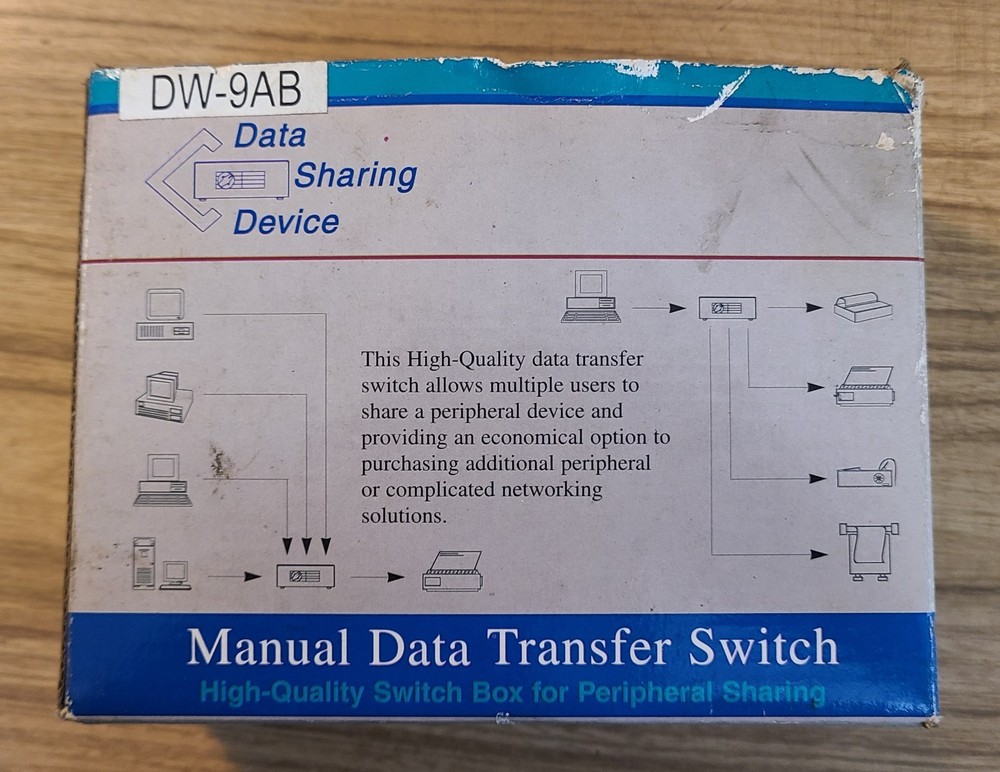 DW-9AB
Data
Sharing
Device
This High-Quality data transfer
switch allows multiple users to
share a peripheral device and
providing an economical option to
purchasing additional peripheral
or complicated networking
solutions.
Manual Data Transfer Switch
High-Quality Switch Box for Peripheral Sharing